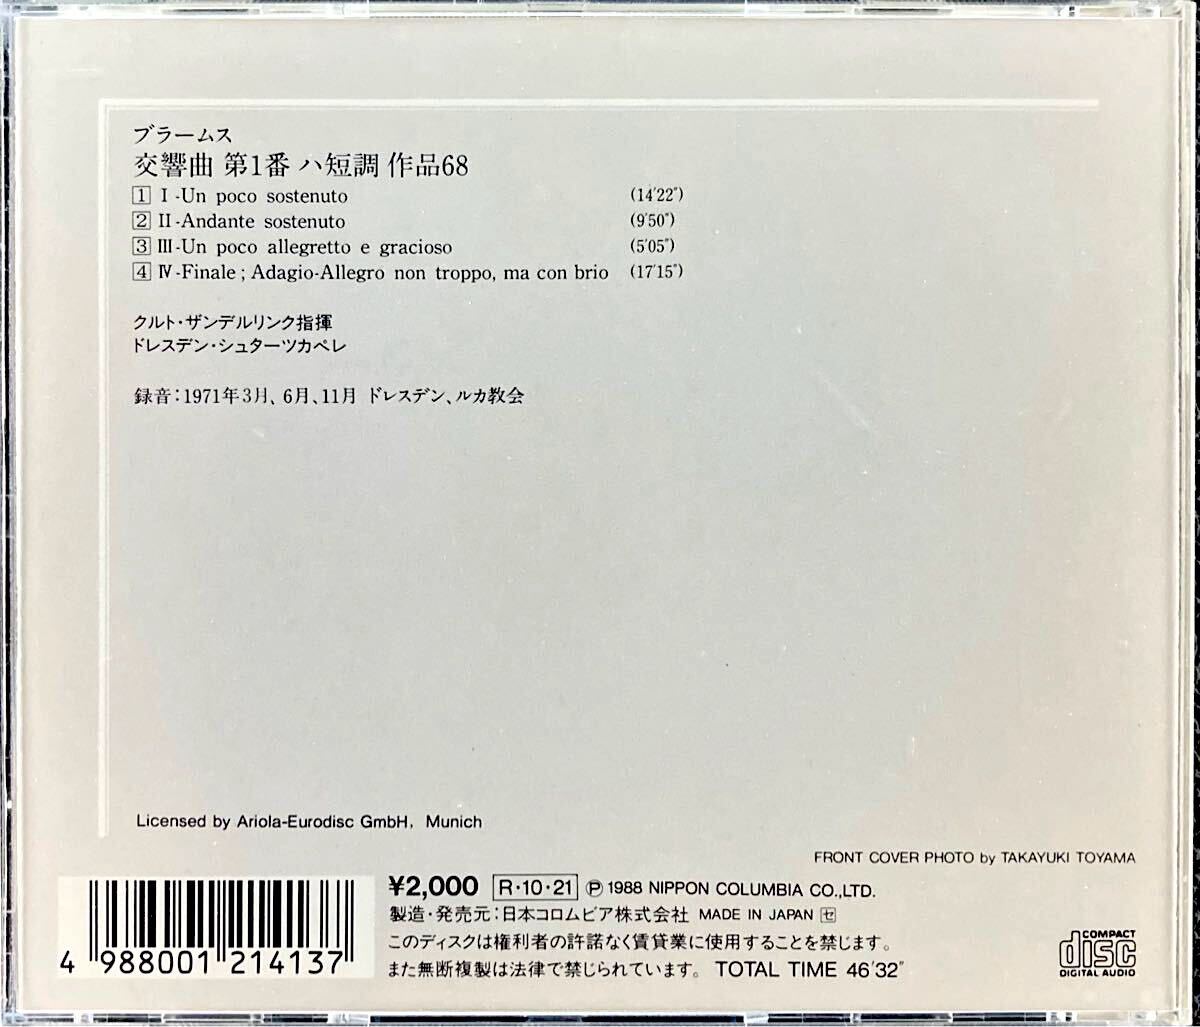 ブラームス
交響曲 第1番 ハ短調 作品68
1 I-Un poco sostenuto (14'22")
2 II-Andante sostenuto (9'50")
3 III-Un poco allegretto e gracioso (5'05")
4 IV-Finale; Adagio-Allegro non troppo, ma con brio (17'15")
クルト・ザンデルリンク指揮
ドレスデン・シュターツカペレ
録音：1971年3月、6月、11月 ドレスデン、ルカ教会
Licensed by Ariola-Eurodisc GmbH, Munich
FRONT COVER PHOTO by TAKAYUKI TOYAMA
¥2,000 R・10・21 Ⓟ 1988 NIPPON COLUMBIA CO.,LTD.
製造・発売元：日本コロムビア株式会社 MADE IN JAPAN セ
このディスクは権利者の許諾なく賃貸業に使用することを禁じます。
また無断複製は法律で禁じられています。 TOTAL TIME 46'32"
4 988001 214137
COMPACT
disc
DIGITAL AUDIO